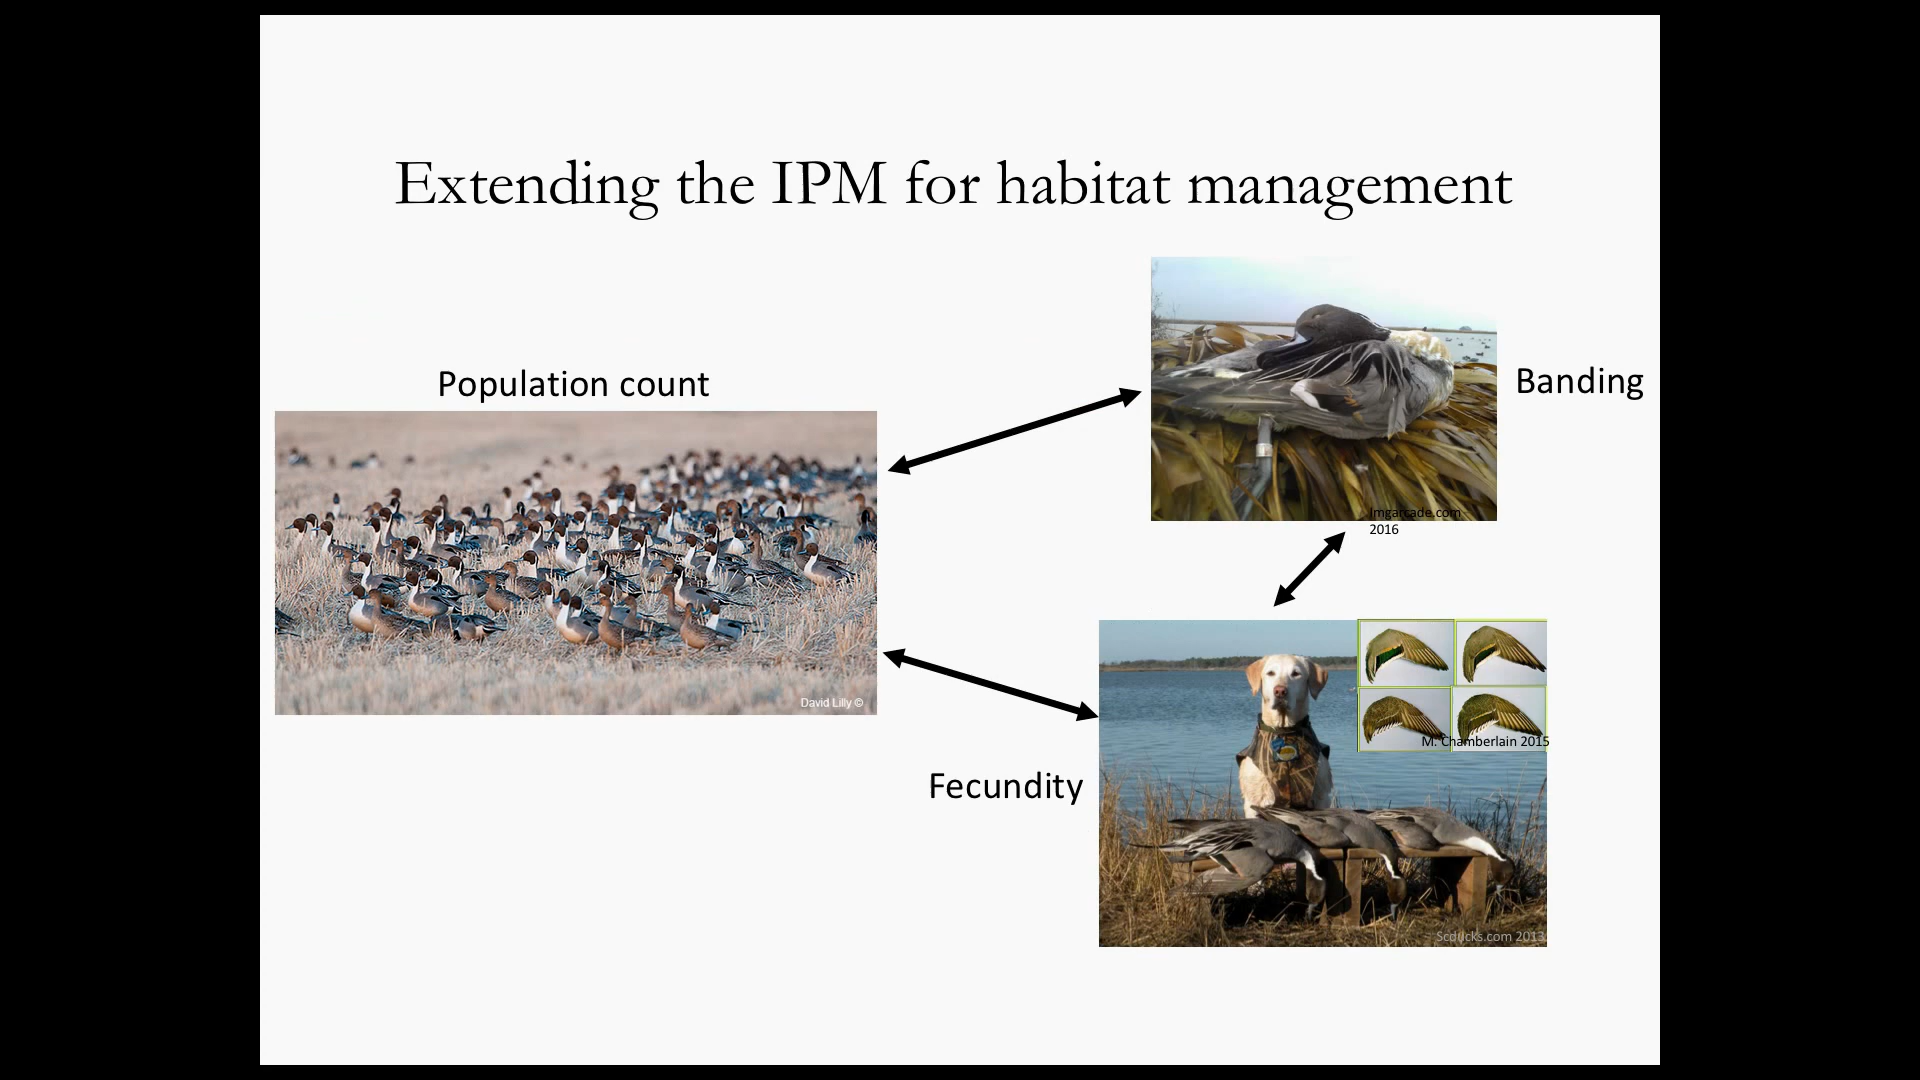 Extending the IPM for habitat management
Population count
David Lilly ©
Banding
Imgarcade.com
2016
M. Chamberlain 2015
Fecundity
Scducks.com 2013